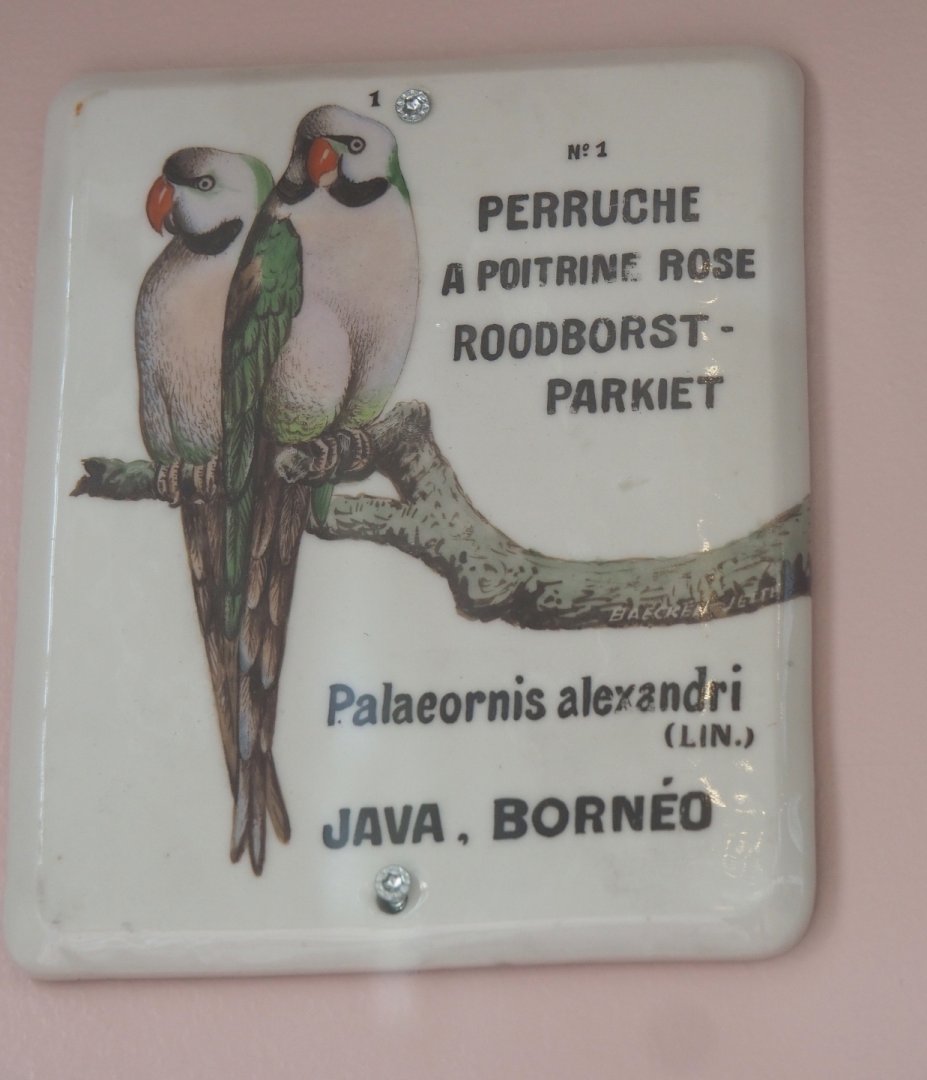 1
Nº 1
PERRUCHE
A POITRINE ROSE
ROODBORST-
PARKIET
Palaeornis alexandri
(LIN.)
JAVA, BORNÉO